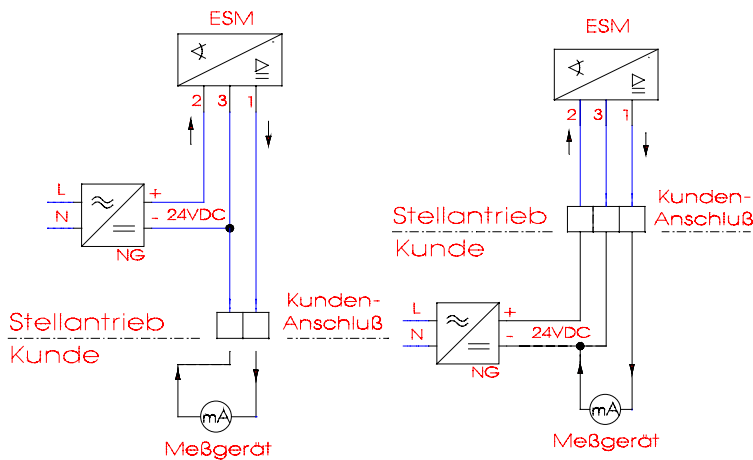 ESM
2 3 1
L
N
+
- 24VDC
NG
Kunden-
Anschluß
Stellantrieb
Kunde
mA
Meßgerät
ESM
2 3 1
Kunden-
Anschluß
Stellantrieb
Kunde
L
N
+
- 24VDC
NG
mA
Meßgerät